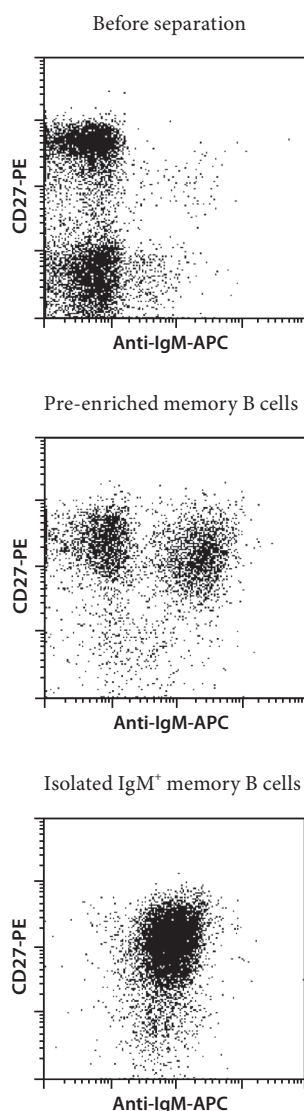 Before separation
CD27-PE
Anti-IgM-APC
Pre-enriched memory B cells
CD27-PE
Anti-IgM-APC
Isolated IgM⁺ memory B cells
CD27-PE
Anti-IgM-APC